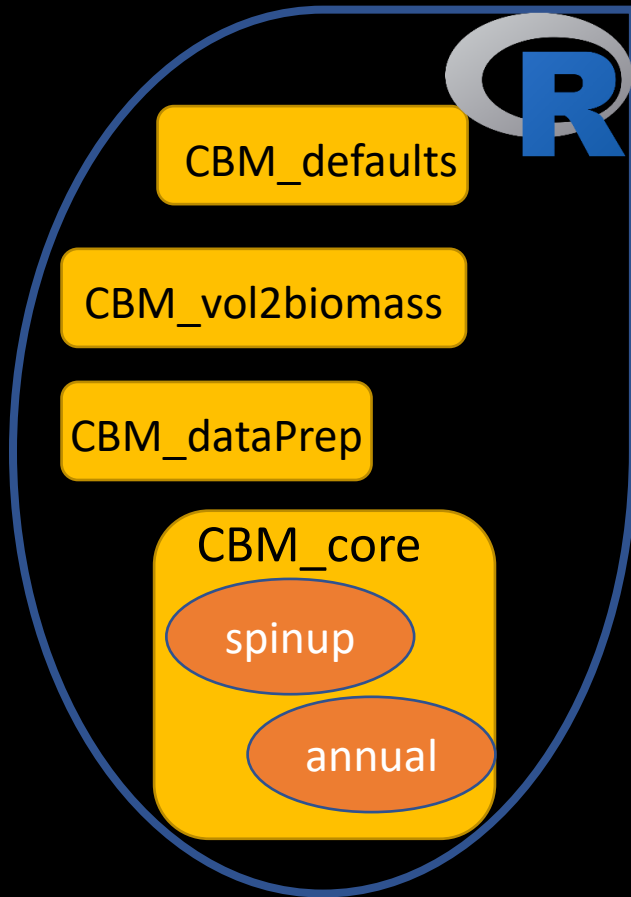 R
CBM_defaults
CBM_vol2biomass
CBM_dataPrep
CBM_core
spinup
annual